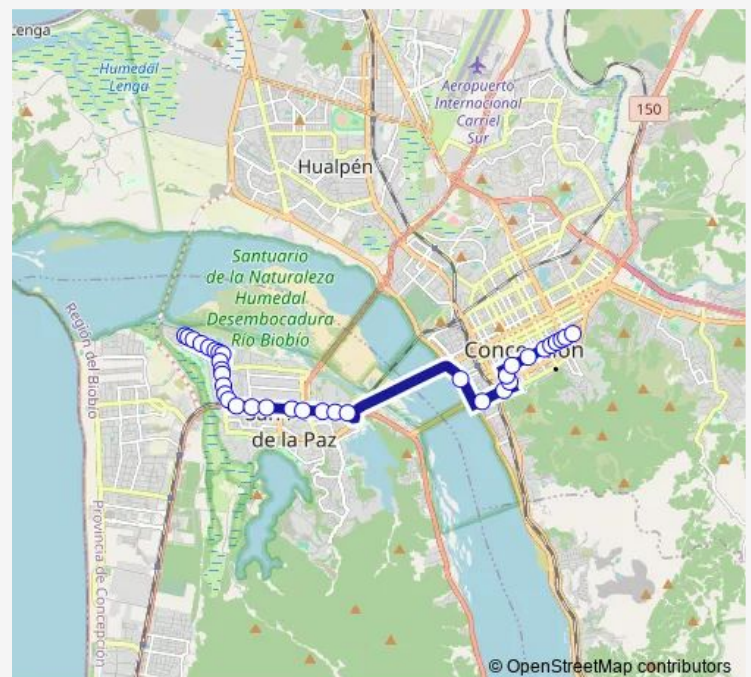 Lenga
Humedal
Lenga
Aeropuerto
Internacional
Carriel
Sur
150
Hualpén
Santuario
de la Naturaleza
Humedal
Desembocadura
Río Biobío
Región del Biobío
Provincia de Concepción
de la Paz
© OpenStreetMap contributors